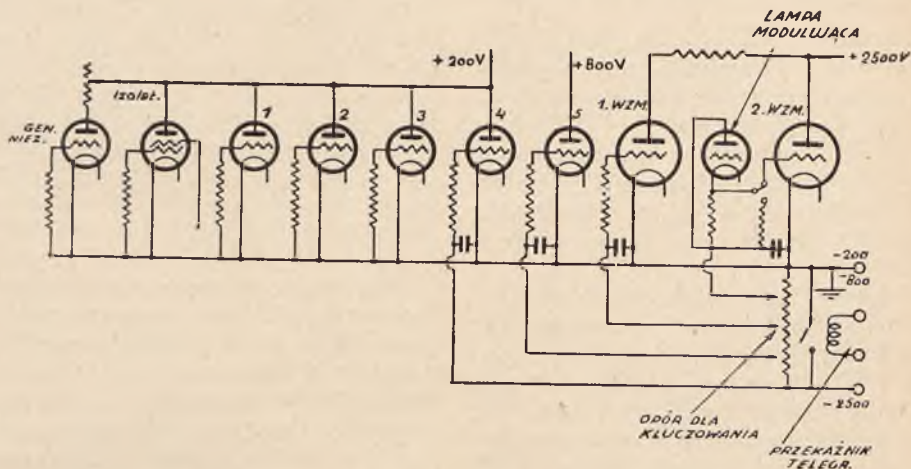 LAMPA
MODULUJĄCA
+ 200V
+800V
+ 2500V
Izolst.
GEN.
NIEZ.
1
2
3
4
5
1. WZM.
2. WZM.
-200
-800
-2500
OPÓR DLA
KLUCZOWANIA
PRZEKAŹNIK
TELEGR.